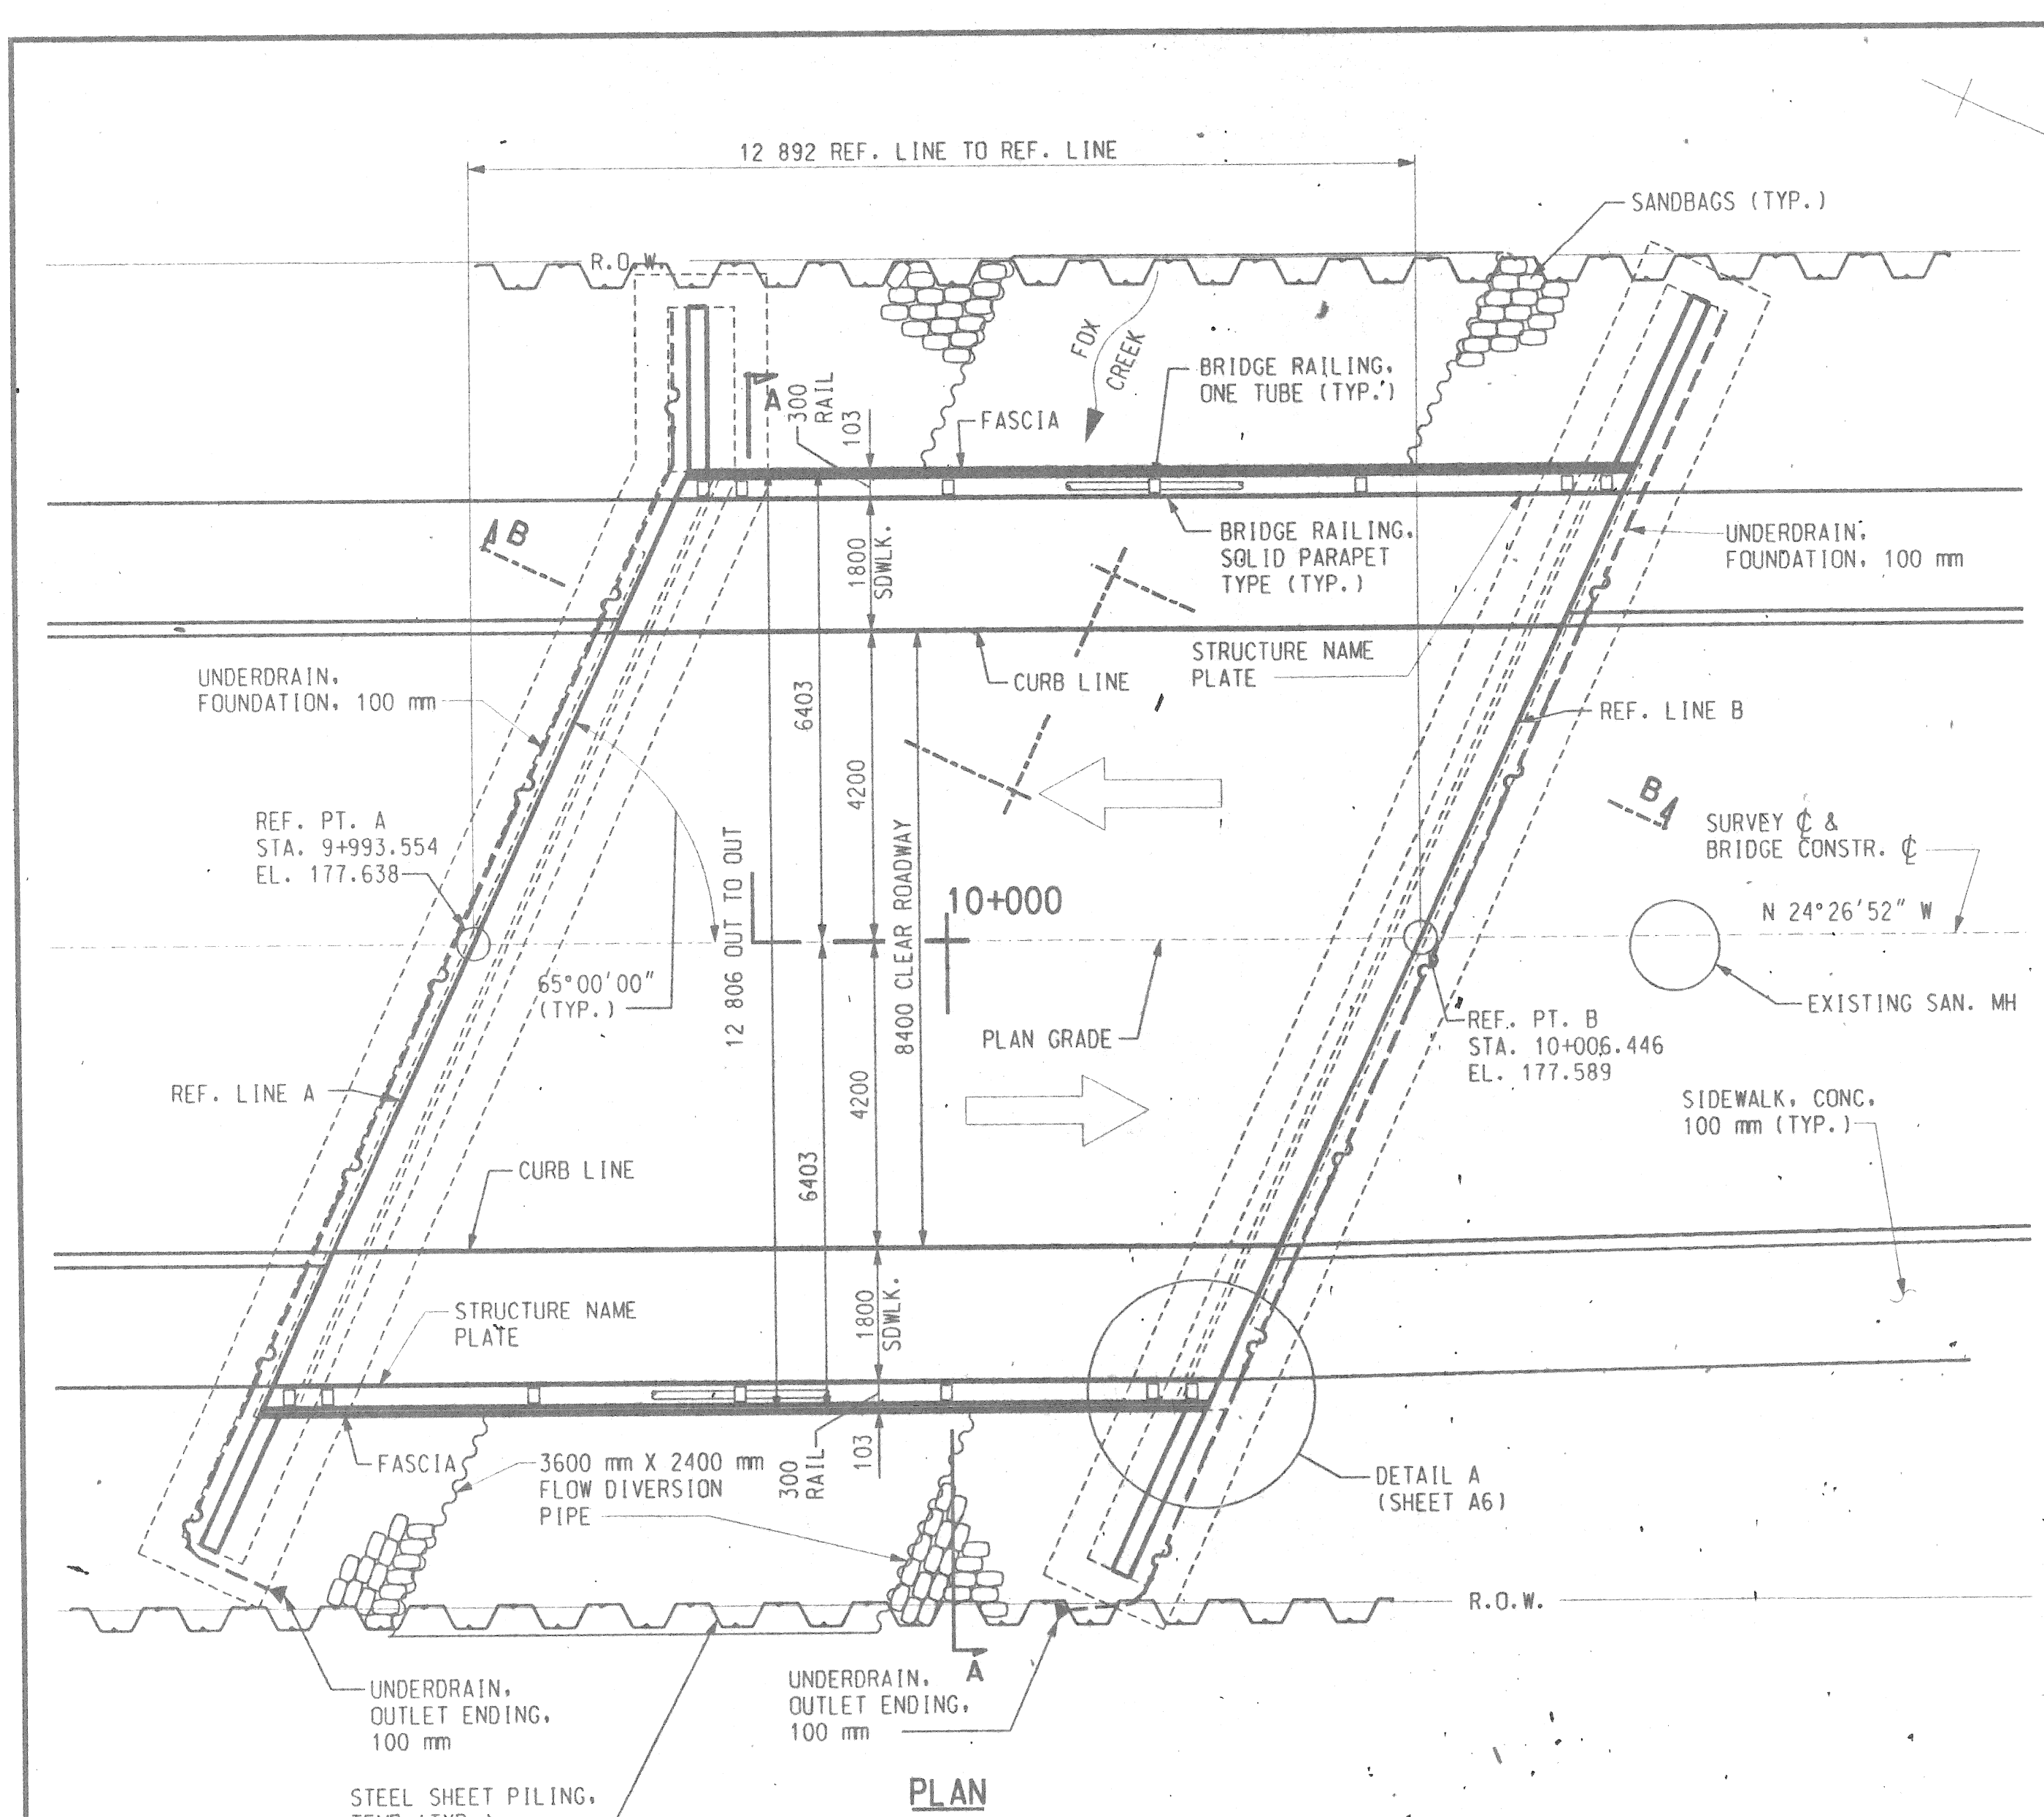 12 892 REF. LINE TO REF. LINE
SANDBAGS (TYP.)
R.O.W.
FOX
CREEK
BRIDGE RAILING,
ONE TUBE (TYP.)
A
300
RAIL
103
FASCIA
BRIDGE RAILING,
SOLID PARAPET
TYPE (TYP.)
UNDERDRAIN,
FOUNDATION, 100 mm
B
1800
SDWLK.
STRUCTURE NAME
PLATE
CURB LINE
UNDERDRAIN,
FOUNDATION, 100 mm
6403
4200
REF. LINE B
B
REF. PT. A
STA. 9+993.554
EL. 177.638
SURVEY ℄ &
BRIDGE CONSTR. ℄
N 24°26'52" W
10+000
12 806 OUT TO OUT
8400 CLEAR ROADWAY
65°00'00"
(TYP.)
EXISTING SAN. MH
PLAN GRADE
REF. PT. B
STA. 10+006.446
EL. 177.589
REF. LINE A
4200
6403
SIDEWALK, CONC,
100 mm (TYP.)
CURB LINE
STRUCTURE NAME
PLATE
1800
SDWLK.
FASCIA
3600 mm X 2400 mm
FLOW DIVERSION
PIPE
300
RAIL
103
DETAIL A
(SHEET A6)
R.O.W.
A
UNDERDRAIN,
OUTLET ENDING,
100 mm
UNDERDRAIN,
OUTLET ENDING,
100 mm
STEEL SHEET PILING,
PLAN